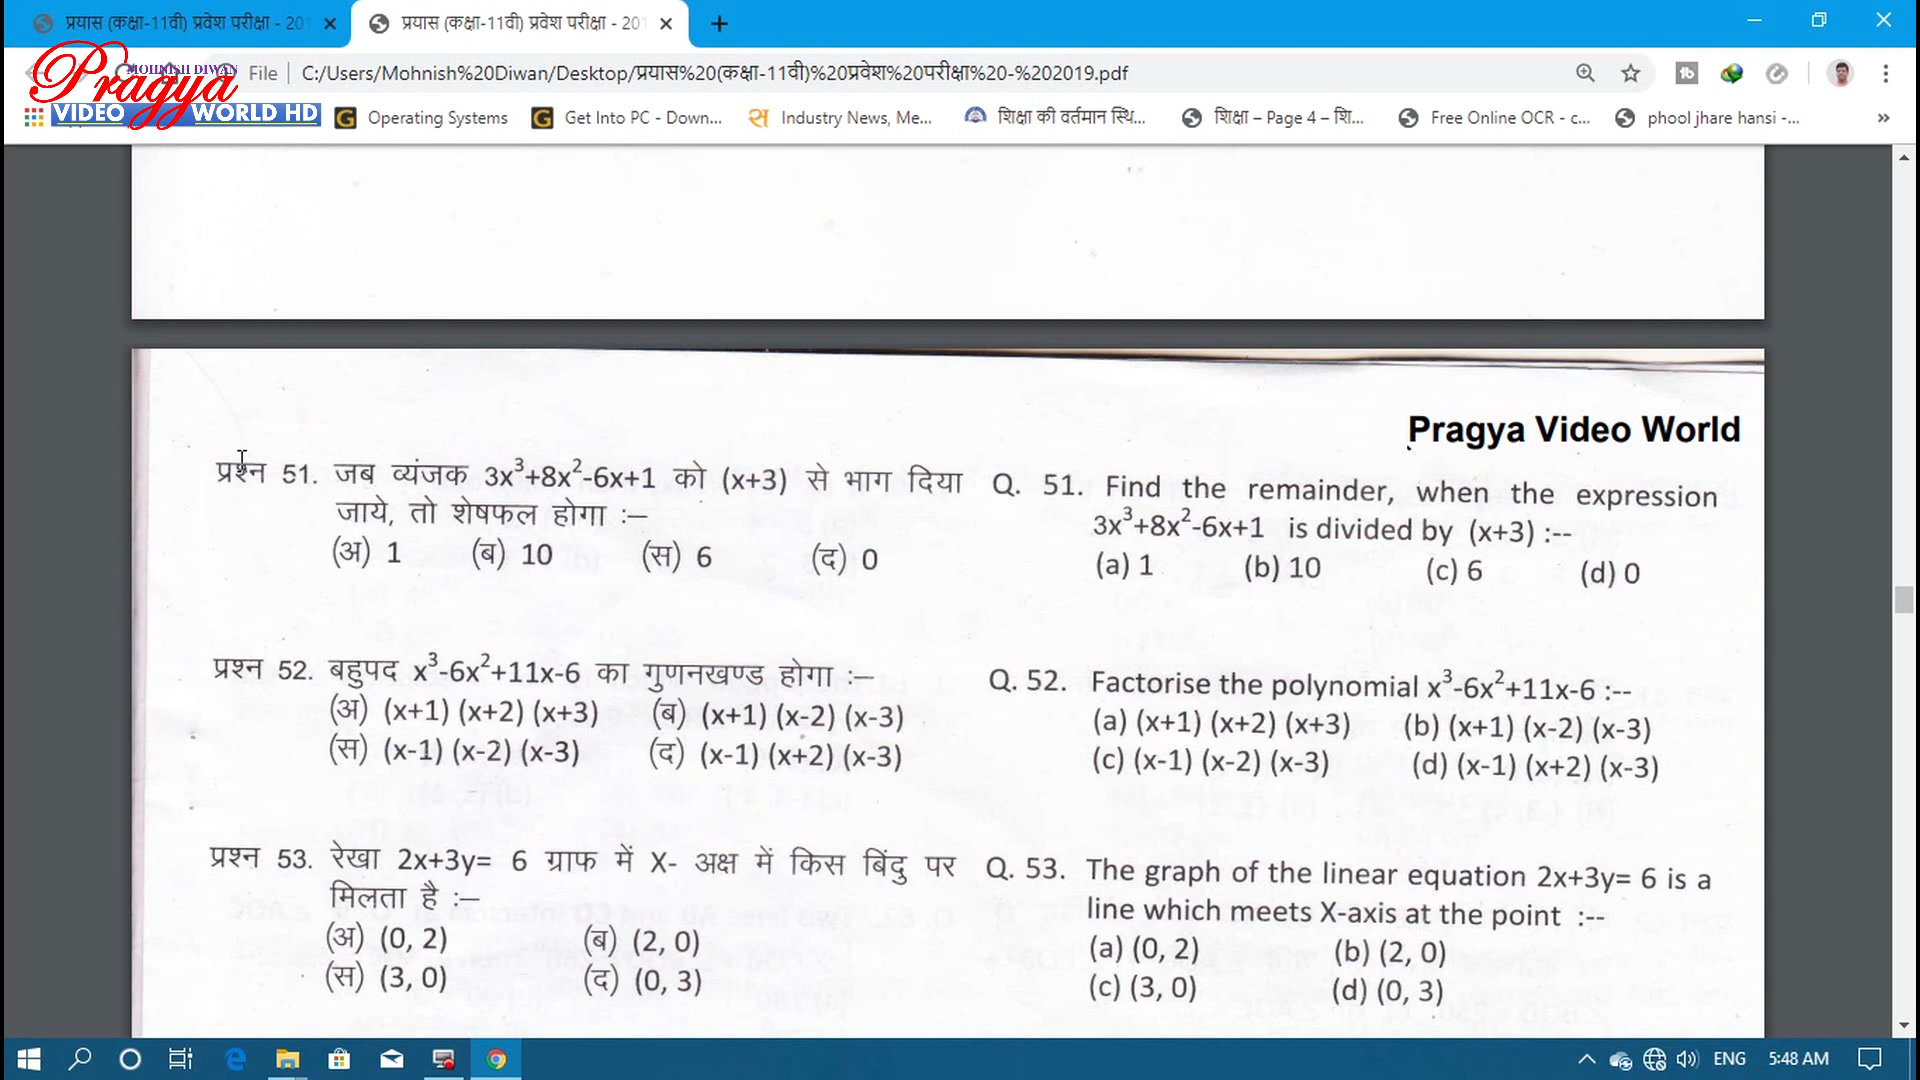 प्रयास (कक्षा-11वी) प्रवेश परीक्षा - 201
प्रयास (कक्षा-11वी) प्रवेश परीक्षा - 201
Pragya
MOHNISH DIWAN
VIDEO WORLD HD
File
C:/Users/Mohnish%20Diwan/Desktop/प्रयास%20(कक्षा-11वी)%20प्रवेश%20परीक्षा%20-%202019.pdf
Operating Systems
Get Into PC - Down...
Industry News, Me...
शिक्षा की वर्तमान स्थि...
शिक्षा – Page 4 – शि...
Free Online OCR - c...
phool jhare hansi -...
Pragya Video World
प्रश्न 51. जब व्यंजक 3x³+8x²-6x+1 को (x+3) से भाग दिया
जाये, तो शेषफल होगा :–
(अ) 1 (ब) 10 (स) 6 (द) 0
प्रश्न 52. बहुपद x³-6x²+11x-6 का गुणनखण्ड होगा :–
(अ) (x+1) (x+2) (x+3) (ब) (x+1) (x-2) (x-3)
(स) (x-1) (x-2) (x-3) (द) (x-1) (x+2) (x-3)
प्रश्न 53. रेखा 2x+3y= 6 ग्राफ में X- अक्ष में किस बिंदु पर
मिलता है :–
(अ) (0, 2) (ब) (2, 0)
(स) (3, 0) (द) (0, 3)
Q. 51. Find the remainder, when the expression
3x³+8x²-6x+1 is divided by (x+3) :--
(a) 1 (b) 10 (c) 6 (d) 0
Q. 52. Factorise the polynomial x³-6x²+11x-6 :--
(a) (x+1) (x+2) (x+3) (b) (x+1) (x-2) (x-3)
(c) (x-1) (x-2) (x-3) (d) (x-1) (x+2) (x-3)
Q. 53. The graph of the linear equation 2x+3y= 6 is a
line which meets X-axis at the point :--
(a) (0, 2) (b) (2, 0)
(c) (3, 0) (d) (0, 3)
ENG
5:48 AM